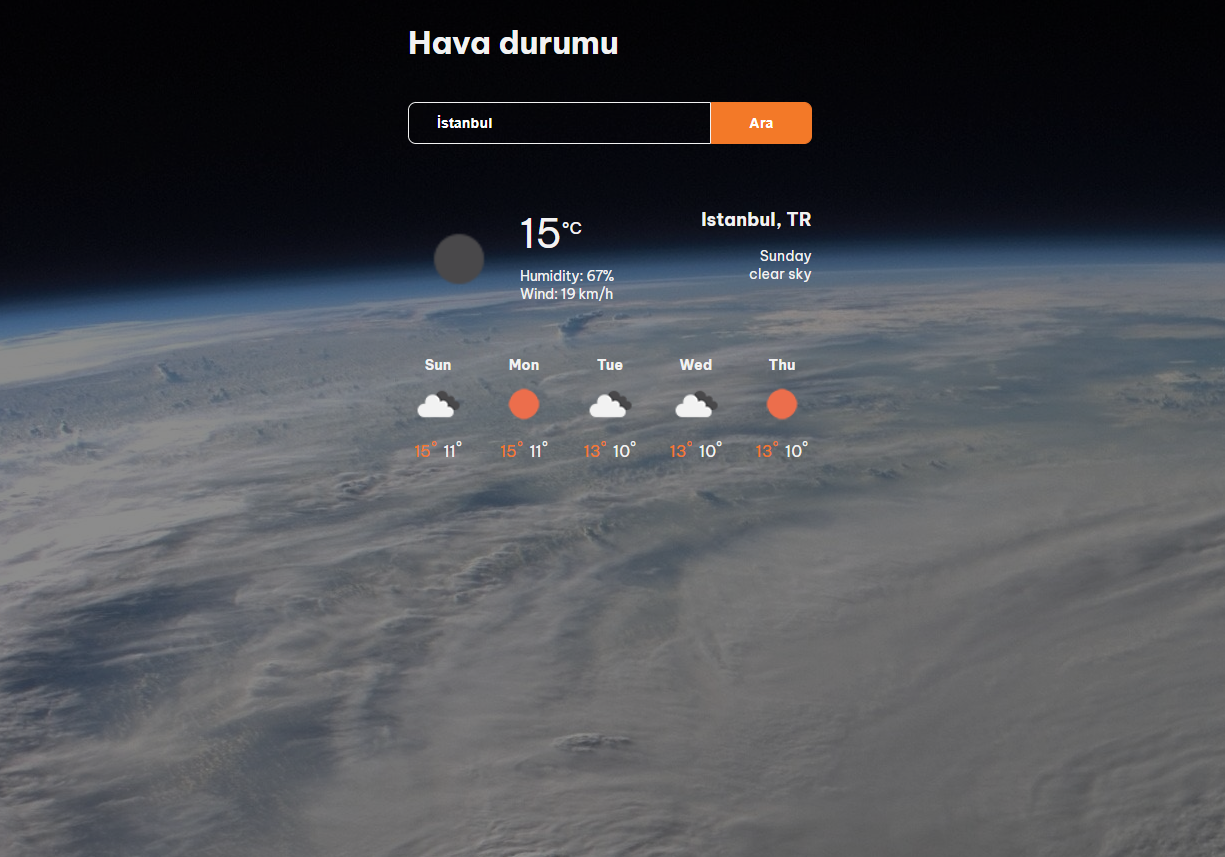 Hava durumu
İstanbul
Ara
15°C
Humidity: 67%
Wind: 19 km/h
Istanbul, TR
Sunday
clear sky
Sun Mon Tue Wed Thu
15° 11° 15° 11° 13° 10° 13° 10° 13° 10°